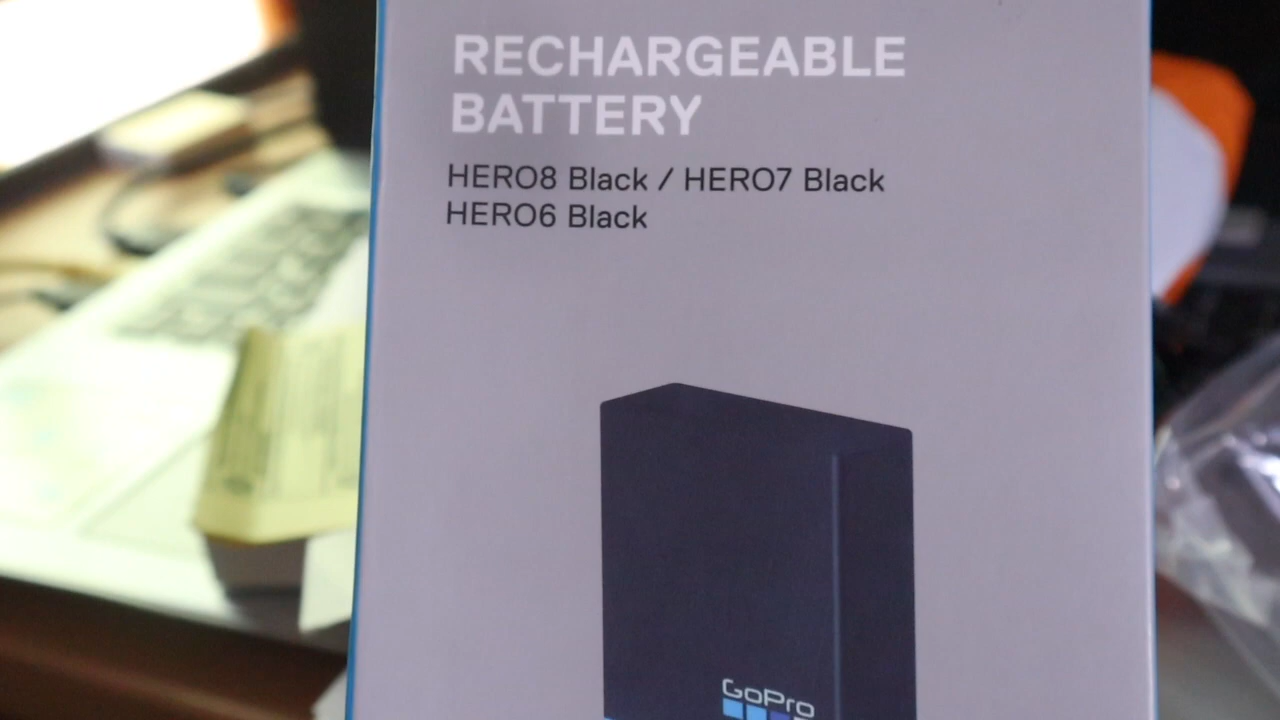 RECHARGEABLE
BATTERY
HERO8 Black / HERO7 Black
HERO6 Black
GoPro